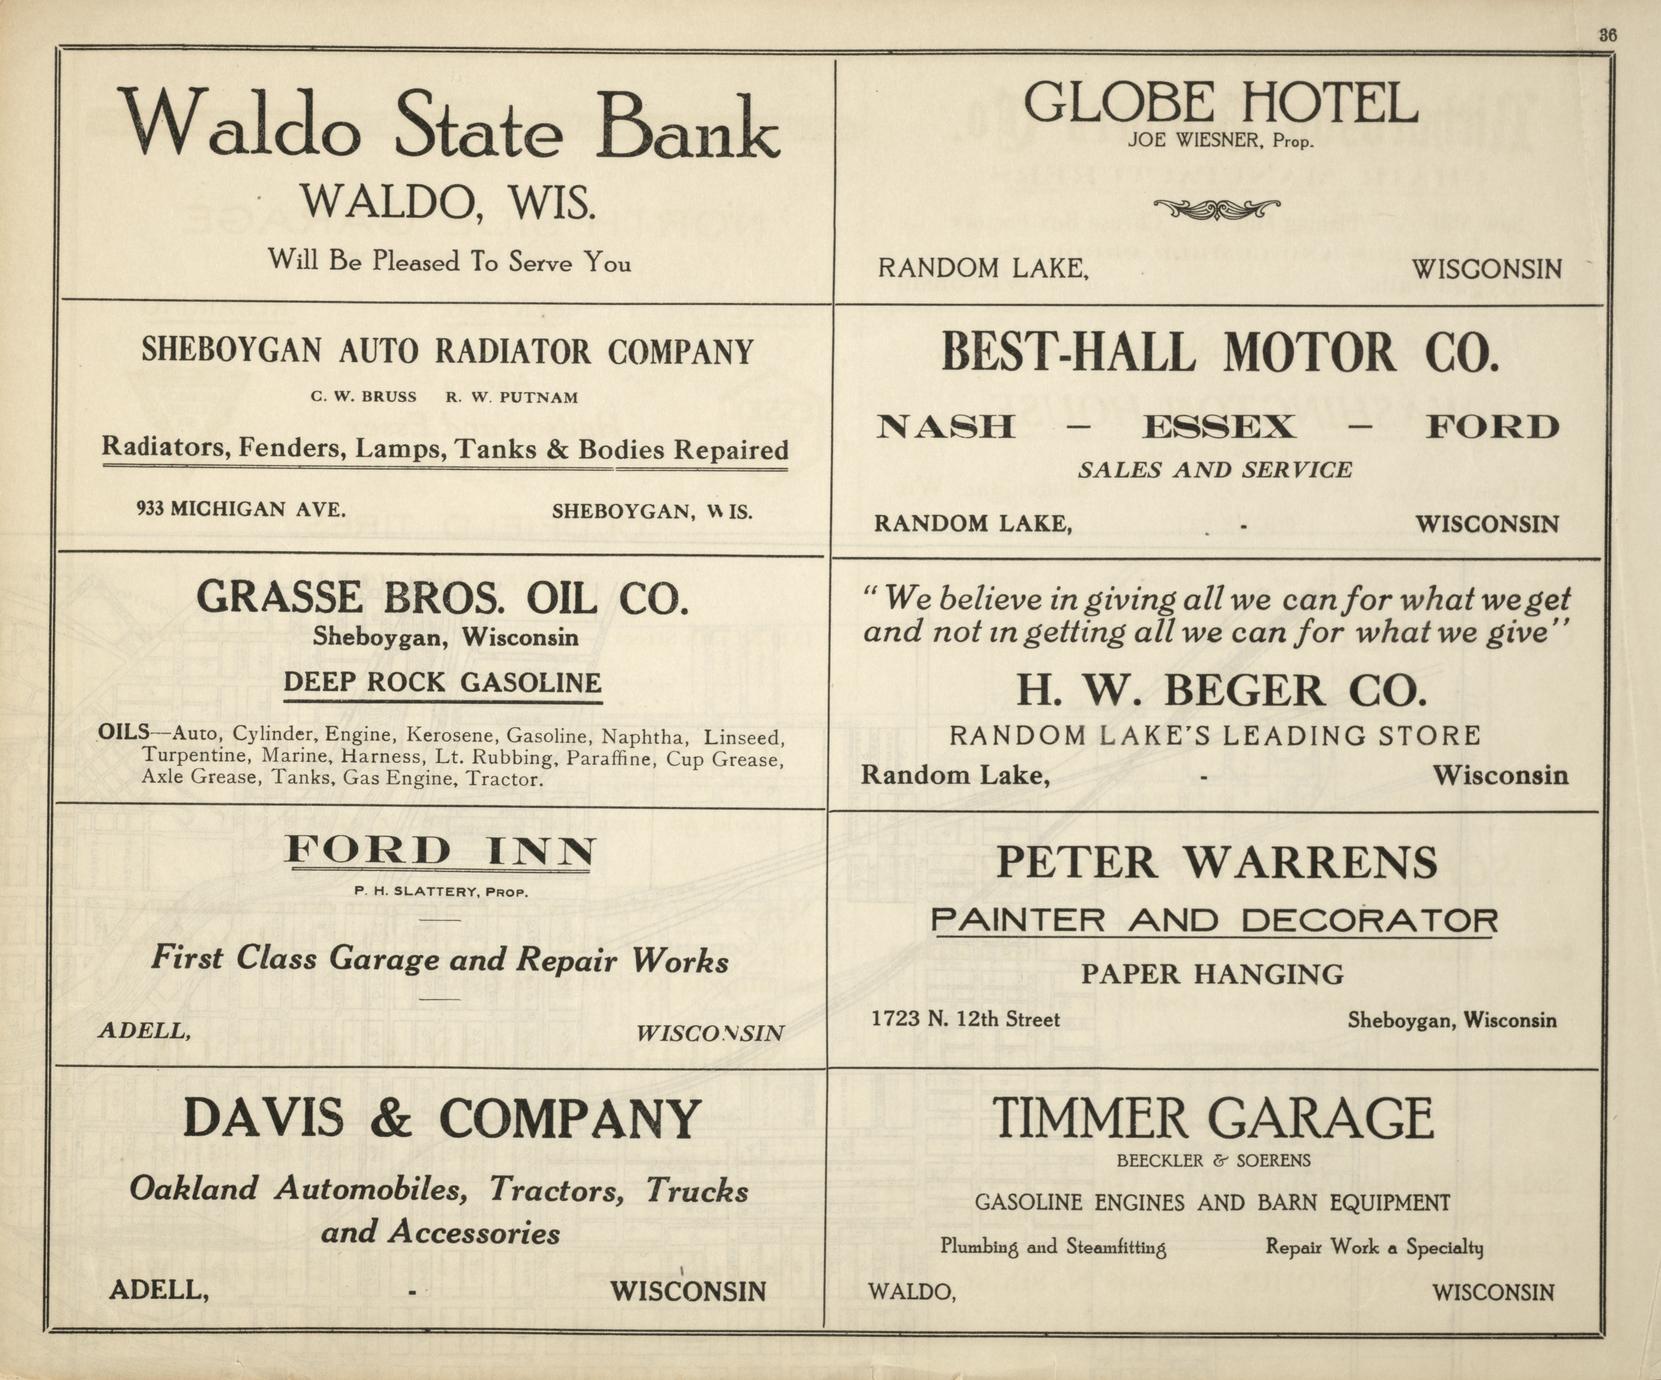 36
Waldo State Bank
WALDO, WIS.
Will Be Pleased To Serve You
GLOBE HOTEL
JOE WIESNER, Prop.
RANDOM LAKE, WISCONSIN
SHEBOYGAN AUTO RADIATOR COMPANY
C. W. BRUSS R. W. PUTNAM
Radiators, Fenders, Lamps, Tanks & Bodies Repaired
933 MICHIGAN AVE. SHEBOYGAN, WIS.
BEST-HALL MOTOR CO.
NASH – ESSEX – FORD
SALES AND SERVICE
RANDOM LAKE, - WISCONSIN
GRASSE BROS. OIL CO.
Sheboygan, Wisconsin
DEEP ROCK GASOLINE
OILS—Auto, Cylinder, Engine, Kerosene, Gasoline, Naphtha, Linseed,
Turpentine, Marine, Harness, Lt. Rubbing, Paraffine, Cup Grease,
Axle Grease, Tanks, Gas Engine, Tractor.
"We believe in giving all we can for what we get
and not in getting all we can for what we give"
H. W. BEGER CO.
RANDOM LAKE'S LEADING STORE
Random Lake, - Wisconsin
FORD INN
P. H. SLATTERY, PROP.
First Class Garage and Repair Works
ADELL, WISCONSIN
PETER WARRENS
PAINTER AND DECORATOR
PAPER HANGING
1723 N. 12th Street Sheboygan, Wisconsin
DAVIS & COMPANY
Oakland Automobiles, Tractors, Trucks
and Accessories
ADELL, - WISCONSIN
TIMMER GARAGE
BEECKLER & SOERENS
GASOLINE ENGINES AND BARN EQUIPMENT
Plumbing and Steamfitting Repair Work a Specialty
WALDO, WISCONSIN